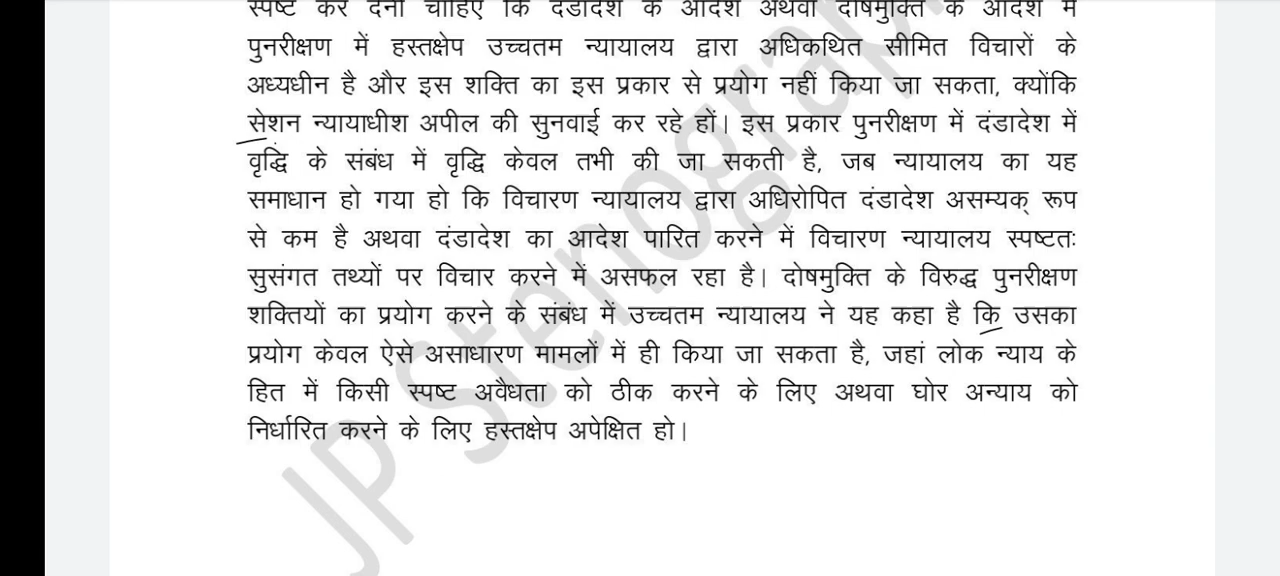 स्पष्ट कर देना चाहिए कि दंडादेश के आदेश अथवा दोषमुक्ति के आदेश में
पुनरीक्षण में हस्तक्षेप उच्चतम न्यायालय द्वारा अधिकथित सीमित विचारों के
अध्यधीन है और इस शक्ति का इस प्रकार से प्रयोग नहीं किया जा सकता, क्योंकि
सेशन न्यायाधीश अपील की सुनवाई कर रहे हों। इस प्रकार पुनरीक्षण में दंडादेश में
वृद्धि के संबंध में वृद्धि केवल तभी की जा सकती है, जब न्यायालय का यह
समाधान हो गया हो कि विचारण न्यायालय द्वारा अधिरोपित दंडादेश असम्यक् रूप
से कम है अथवा दंडादेश का आदेश पारित करने में विचारण न्यायालय स्पष्टतः
सुसंगत तथ्यों पर विचार करने में असफल रहा है। दोषमुक्ति के विरुद्ध पुनरीक्षण
शक्तियों का प्रयोग करने के संबंध में उच्चतम न्यायालय ने यह कहा है कि उसका
प्रयोग केवल ऐसे असाधारण मामलों में ही किया जा सकता है, जहां लोक न्याय के
हित में किसी स्पष्ट अवैधता को ठीक करने के लिए अथवा घोर अन्याय को
निर्धारित करने के लिए हस्तक्षेप अपेक्षित हो।
JP Stenograp